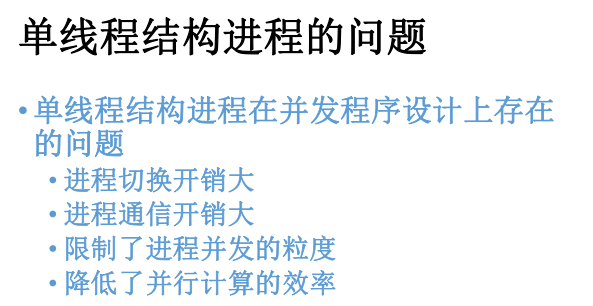 单线程结构进程的问题
• 单线程结构进程在并发程序设计上存在
的问题
• 进程切换开销大
• 进程通信开销大
• 限制了进程并发的粒度
• 降低了并行计算的效率